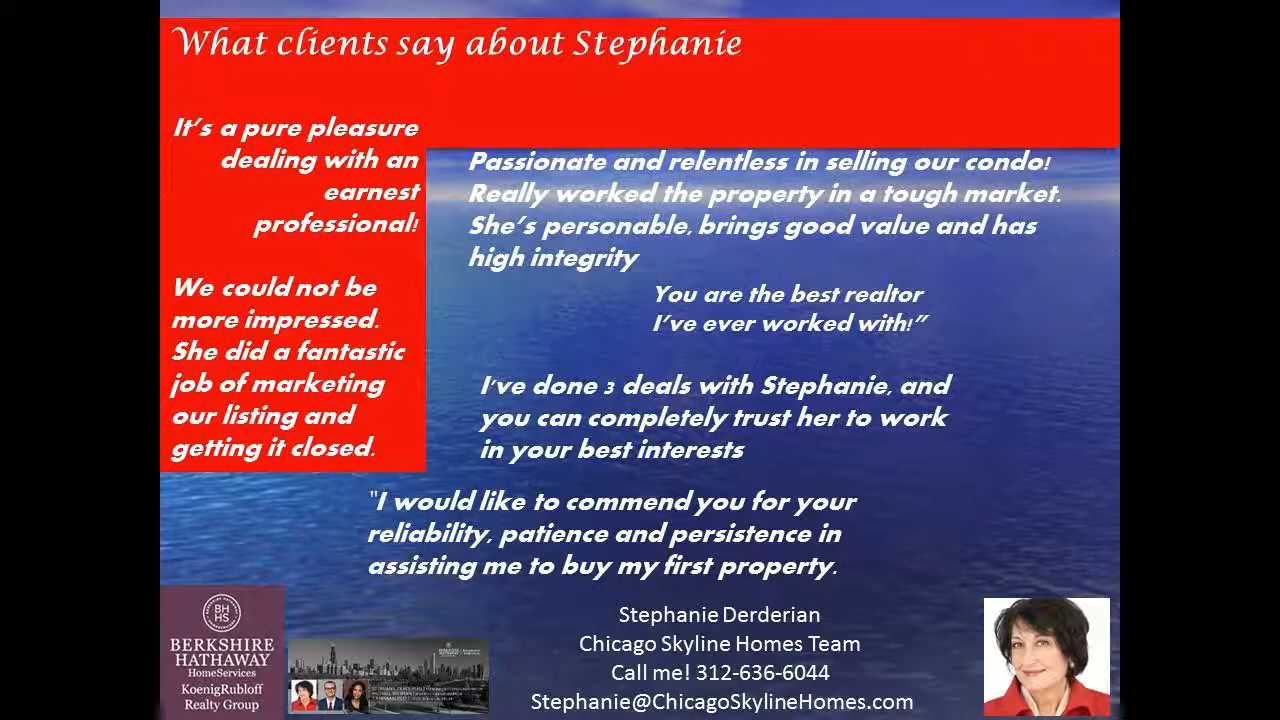 What clients say about Stephanie
It's a pure pleasure
dealing with an
earnest
professional!
We could not be
more impressed.
She did a fantastic
job of marketing
our listing and
getting it closed.
Passionate and relentless in selling our condo!
Really worked the property in a tough market.
She's personable, brings good value and has
high integrity
You are the best realtor
I've ever worked with!”
I've done 3 deals with Stephanie, and
you can completely trust her to work
in your best interests
"I would like to commend you for your
reliability, patience and persistence in
assisting me to buy my first property.
BH
HS
BERKSHIRE
HATHAWAY
HomeServices
KoenigRubloff
Realty Group
Stephanie Derderian
Chicago Skyline Homes Team
Call me! 312-636-6044
Stephanie@ChicagoSkylineHomes.com